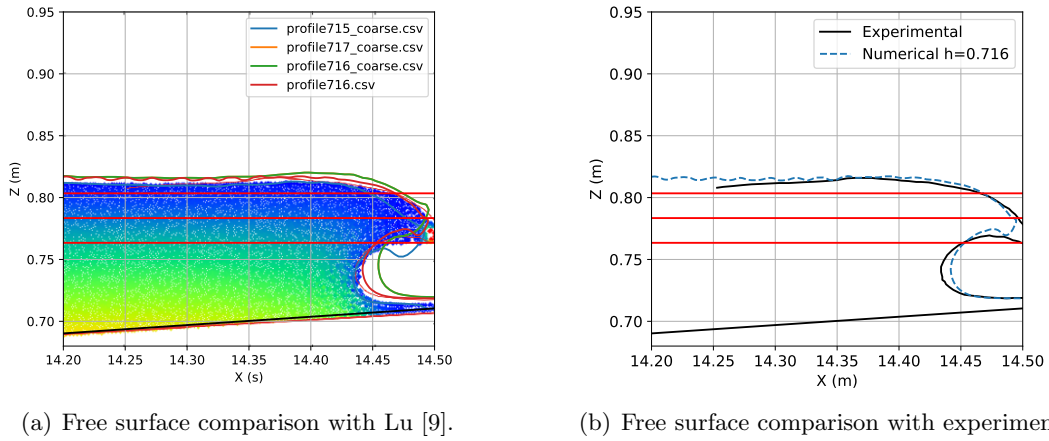 0.95
0.90
0.85
0.80
0.75
0.70
Z (m)
14.20 14.25 14.30 14.35 14.40 14.45 14.50
X (s)
profile715_coarse.csv
profile717_coarse.csv
profile716_coarse.csv
profile716.csv
(a) Free surface comparison with Lu [9].
0.95
0.90
0.85
0.80
0.75
0.70
Z (m)
14.20 14.25 14.30 14.35 14.40 14.45 14.50
X (m)
Experimental
Numerical h=0.716
(b) Free surface comparison with experimen